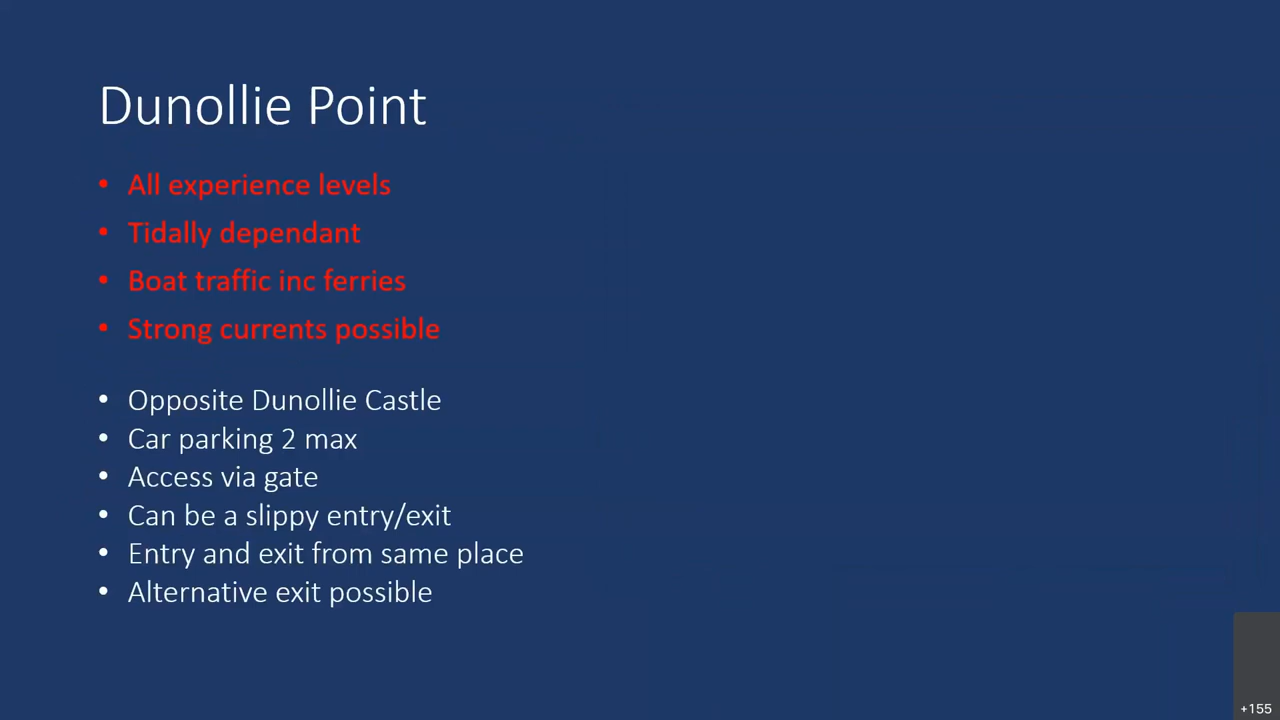 Dunollie Point
• All experience levels
• Tidally dependant
• Boat traffic inc ferries
• Strong currents possible
• Opposite Dunollie Castle
• Car parking 2 max
• Access via gate
• Can be a slippy entry/exit
• Entry and exit from same place
• Alternative exit possible
+155